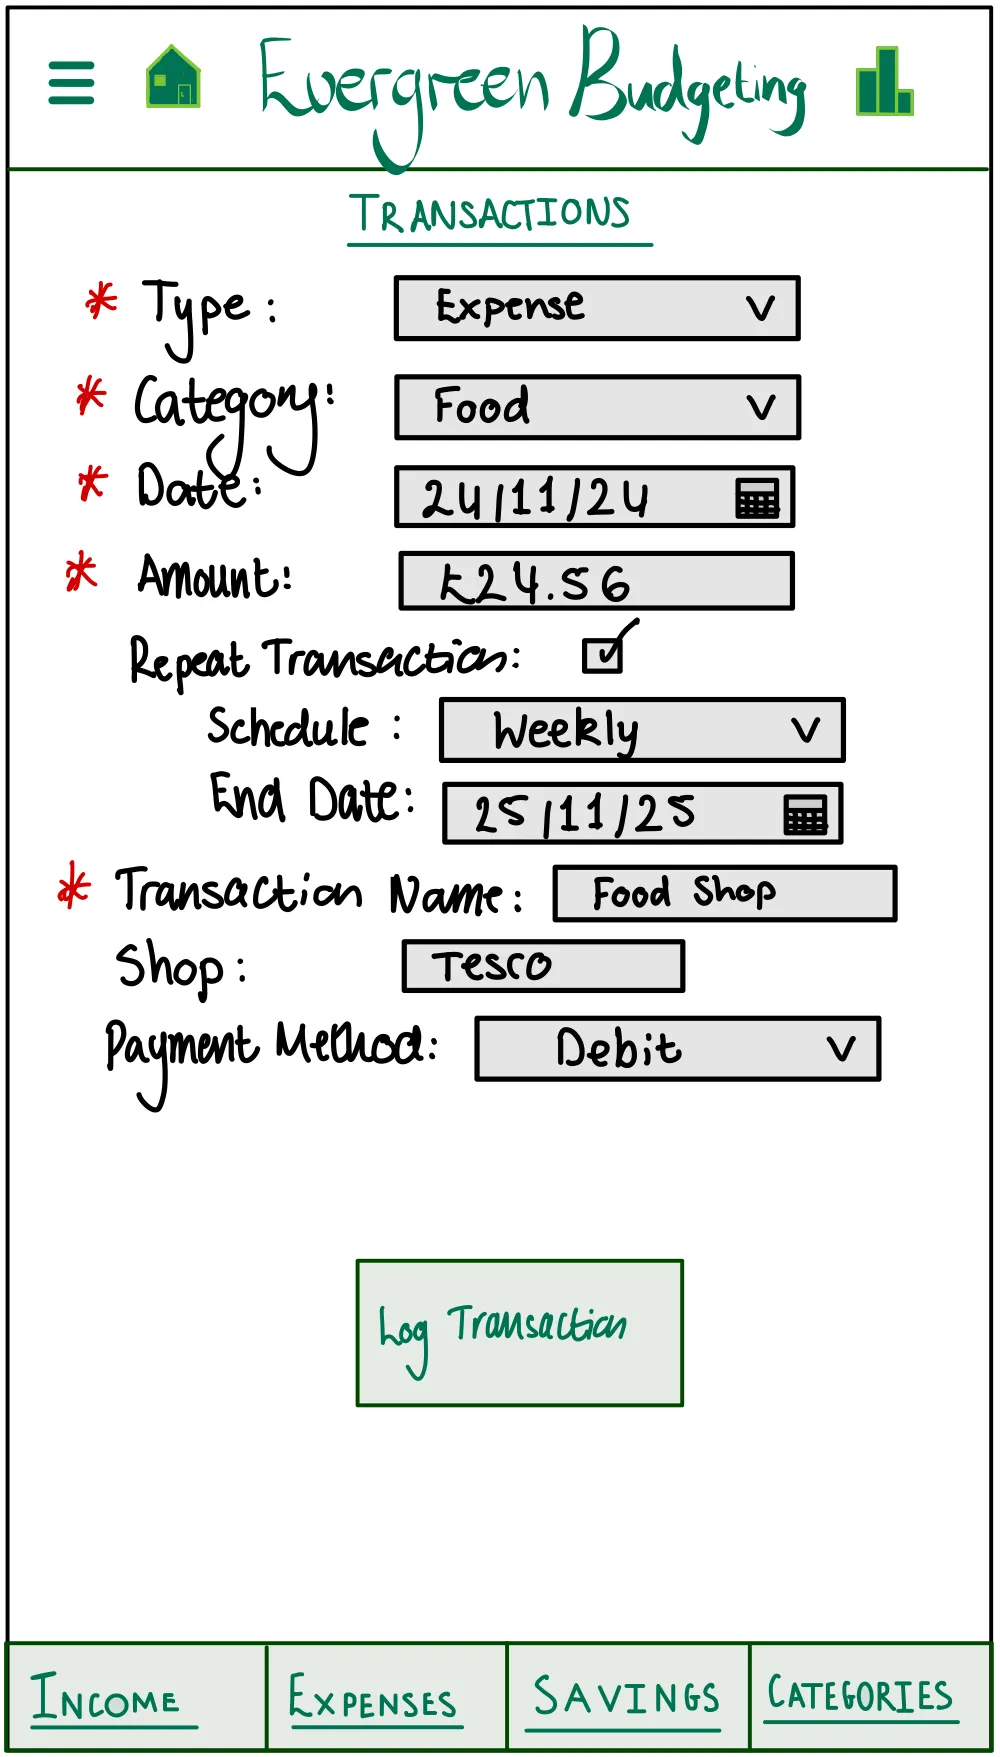 Evergreen Budgeting
TRANSACTIONS
* Type: Expense V
* Category: Food V
* Date: 24/11/24
* Amount: £24.56
Repeat Transaction:
Schedule: Weekly V
End Date: 25/11/25
* Transaction Name: Food Shop
Shop: Tesco
Payment Method: Debit V
Log Transaction
INCOME EXPENSES SAVINGS CATEGORIES